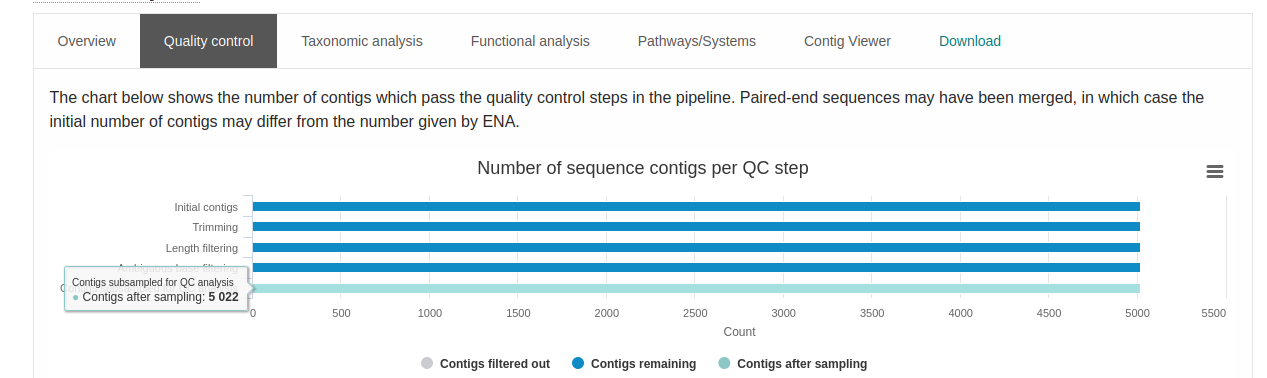 Overview Quality control Taxonomic analysis Functional analysis Pathways/Systems Contig Viewer Download
The chart below shows the number of contigs which pass the quality control steps in the pipeline. Paired-end sequences may have been merged, in which case the
initial number of contigs may differ from the number given by ENA.
Number of sequence contigs per QC step
Initial contigs
Trimming
Length filtering
Ambiguous base filtering
Contigs subsampled for QC analysis
● Contigs after sampling: 5 022
0 500 1000 1500 2000 2500 3000 3500 4000 4500 5000 5500
Count
Contigs filtered out Contigs remaining Contigs after sampling